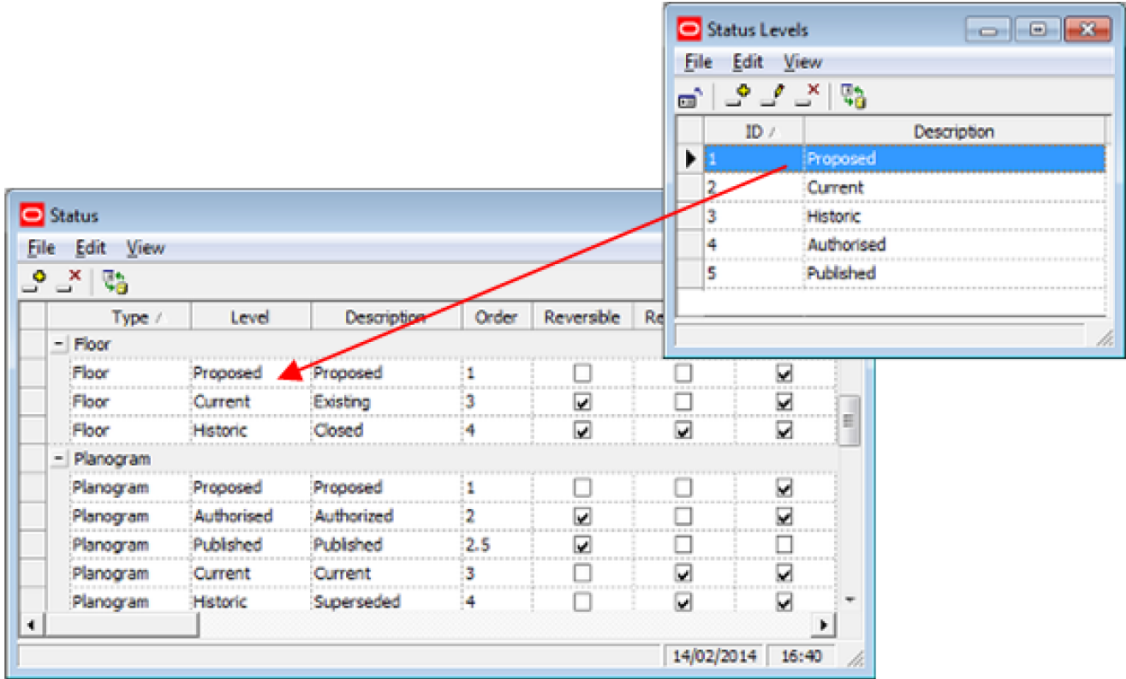 Status Levels
File Edit View
ID / Description
1 Proposed
2 Current
3 Historic
4 Authorised
5 Published
Status
File Edit View
Type / Level Description Order Reversible Re
- Floor
Floor Proposed Proposed 1
Floor Current Existing 3
Floor Historic Closed 4
- Planogram
Planogram Proposed Proposed 1
Planogram Authorised Authorized 2
Planogram Published Published 2.5
Planogram Current Current 3
Planogram Historic Superseded 4
14/02/2014 16:40